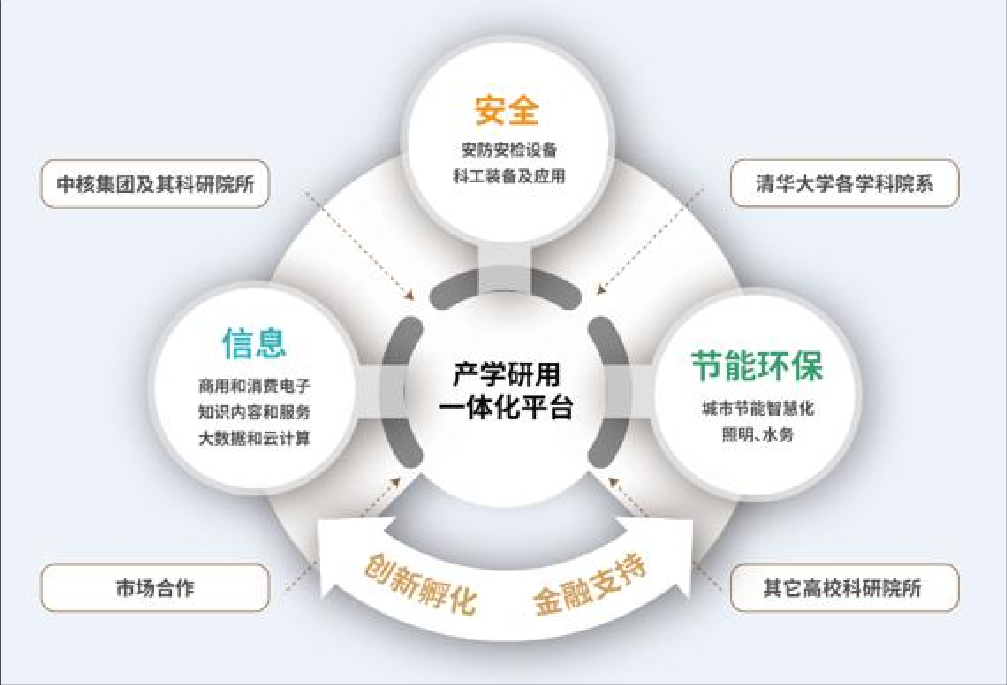 安全
安防安检设备
科工装备及应用
中核集团及其科研院所
清华大学各学科院系
信息
商用和消费电子
知识内容和服务
大数据和云计算
产学研用
一体化平台
节能环保
城市节能智慧化
照明、水务
创新孵化
金融支持
市场合作
其它高校科研院所